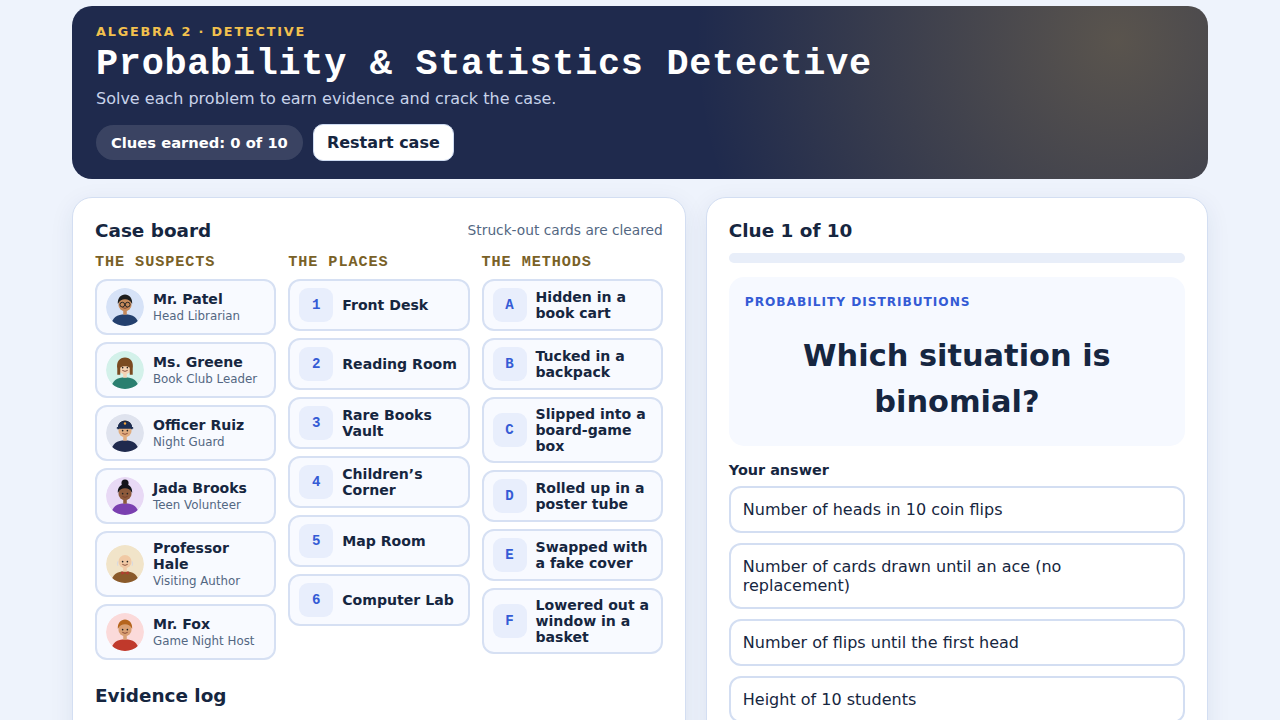 ALGEBRA 2 · DETECTIVE
Probability & Statistics Detective
Solve each problem to earn evidence and crack the case.
Clues earned: 0 of 10
Restart case
Case board
Struck-out cards are cleared
THE SUSPECTS
Mr. Patel
Head Librarian
Ms. Greene
Book Club Leader
Officer Ruiz
Night Guard
Jada Brooks
Teen Volunteer
Professor
Hale
Visiting Author
Mr. Fox
Game Night Host
THE PLACES
1
Front Desk
2
Reading Room
3
Rare Books
Vault
4
Children’s
Corner
5
Map Room
6
Computer Lab
THE METHODS
A
Hidden in a
book cart
B
Tucked in a
backpack
C
Slipped into a
board-game
box
D
Rolled up in a
poster tube
E
Swapped with
a fake cover
F
Lowered out a
window in a
basket
Evidence log
Clue 1 of 10
PROBABILITY DISTRIBUTIONS
Which situation is
binomial?
Your answer
Number of heads in 10 coin flips
Number of cards drawn until an ace (no
replacement)
Number of flips until the first head
Height of 10 students